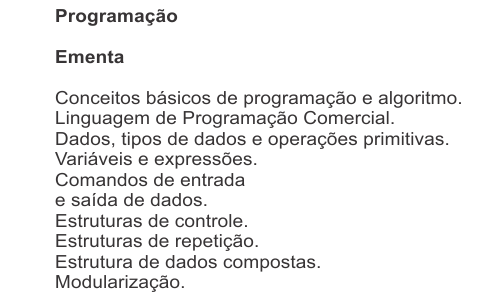 Programação
Ementa
Conceitos básicos de programação e algoritmo.
Linguagem de Programação Comercial.
Dados, tipos de dados e operações primitivas.
Variáveis e expressões.
Comandos de entrada
e saída de dados.
Estruturas de controle.
Estruturas de repetição.
Estrutura de dados compostas.
Modularização.